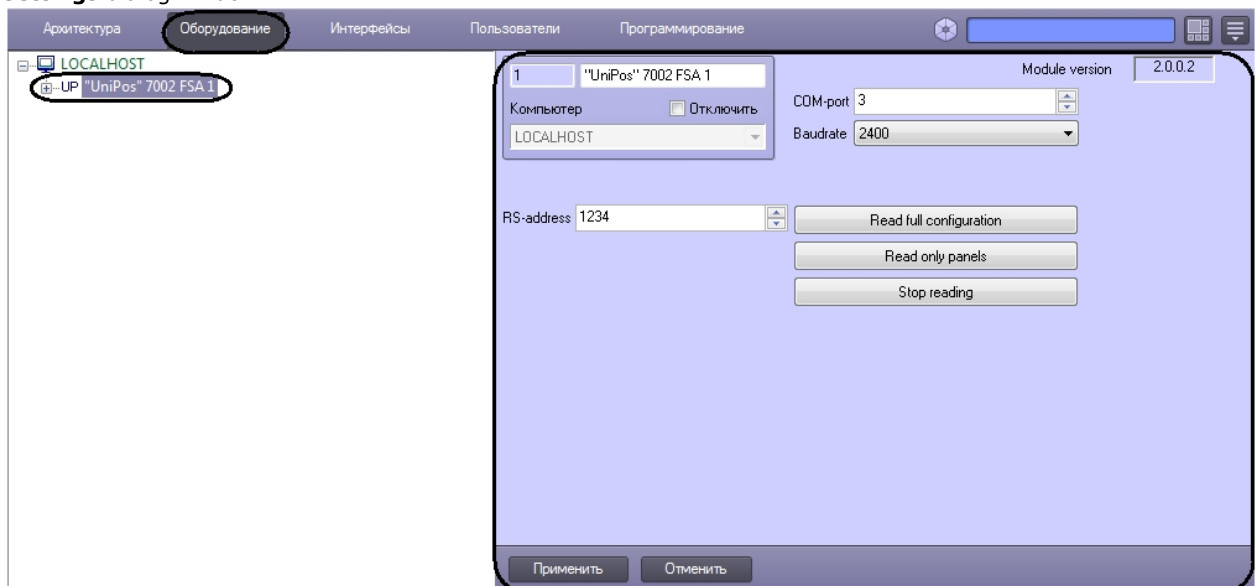 Архитектура Оборудование Интерфейсы Пользователи Программирование
LOCALHOST
UP "UniPos" 7002 FSA 1
1 "UniPos" 7002 FSA 1
Module version 2.0.0.2
Компьютер Отключить
COM-port 3
LOCALHOST
Baudrate 2400
RS-address 1234
Read full configuration
Read only panels
Stop reading
Применить Отменить